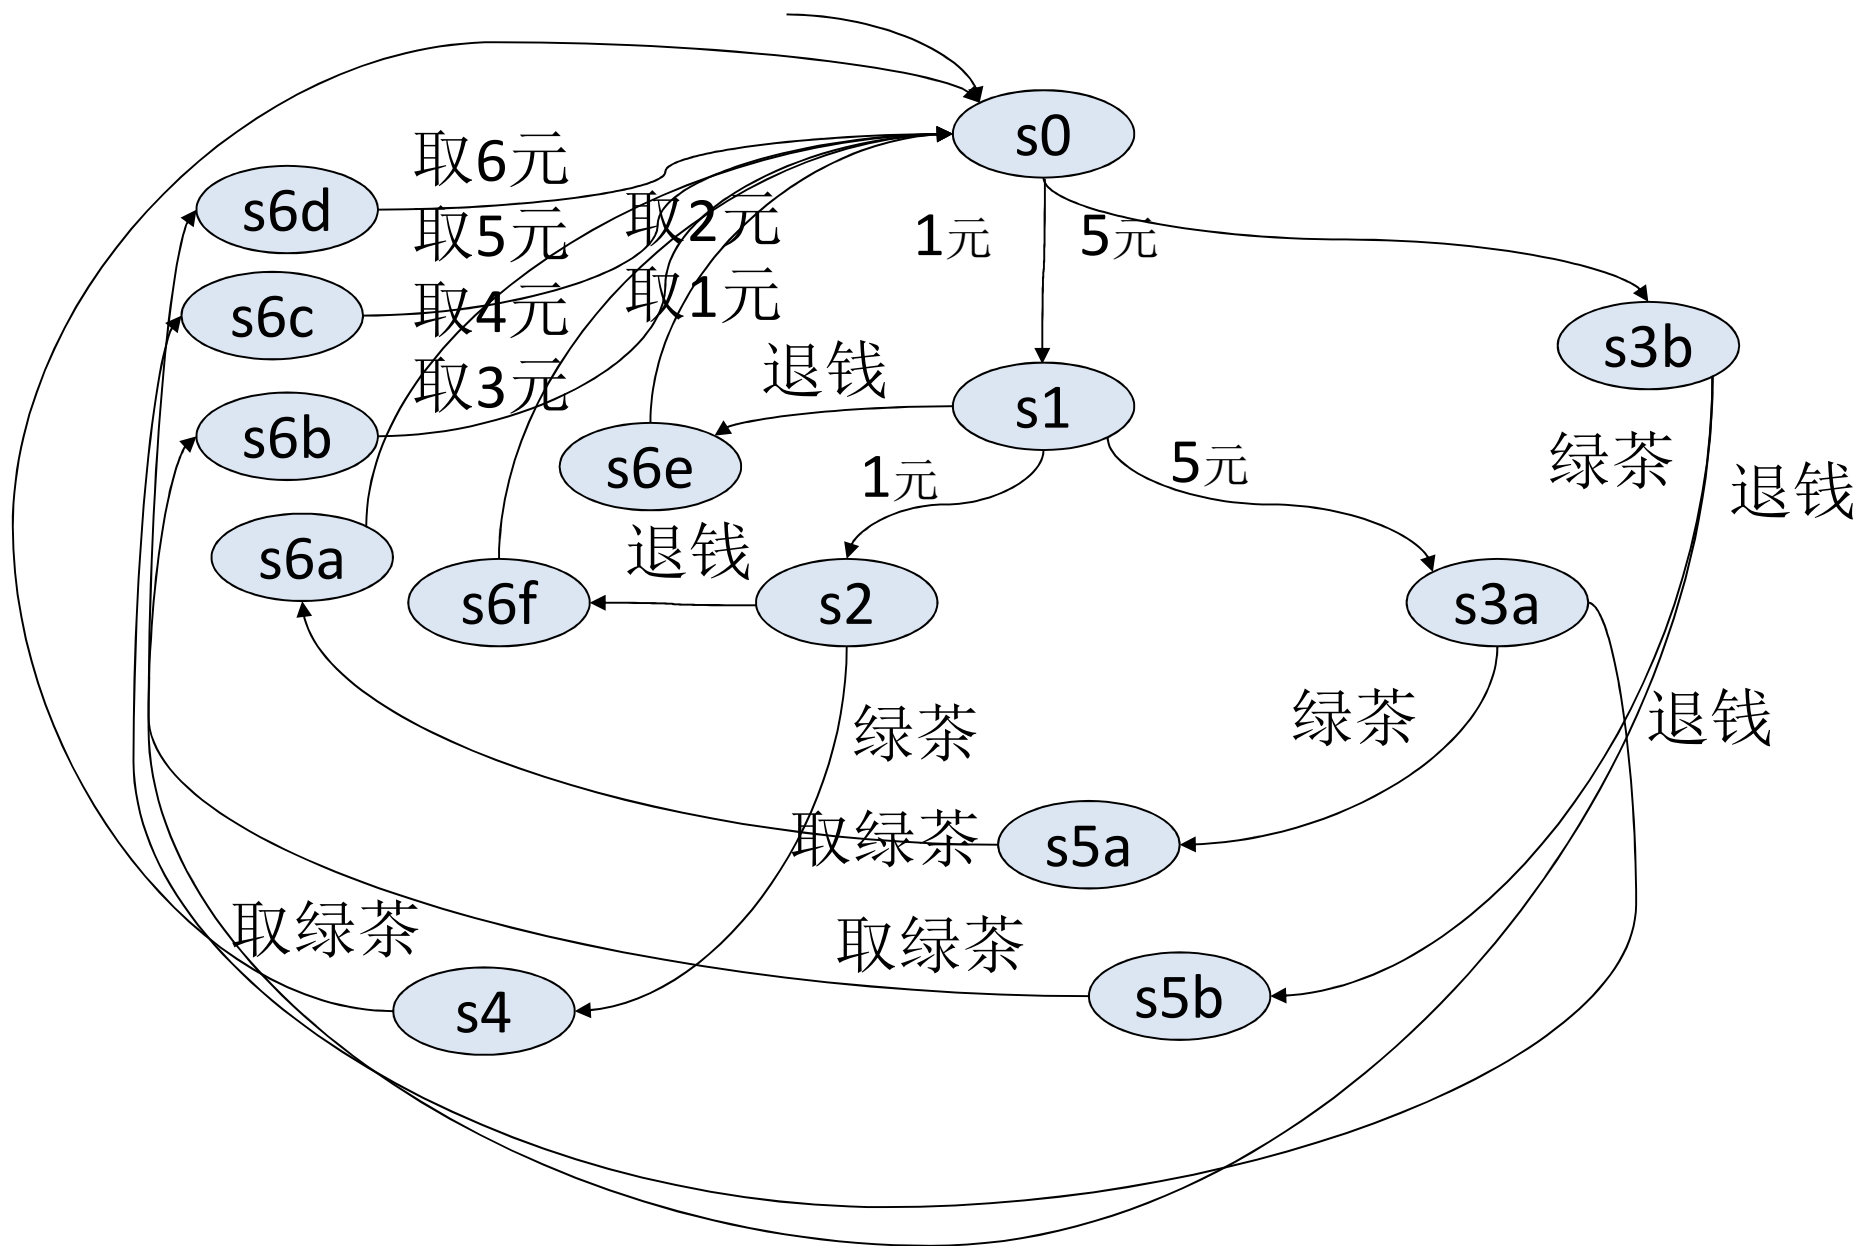 s0
取6元
s6d
取2元
取5元
1元
5元
s6c
取4元
取1元
s3b
取3元
退钱
s1
s6b
s6e
1元
5元
绿茶
退钱
s6a
退钱
s6f
s2
s3a
绿茶
绿茶
退钱
取绿茶
s5a
取绿茶
取绿茶
s5b
s4